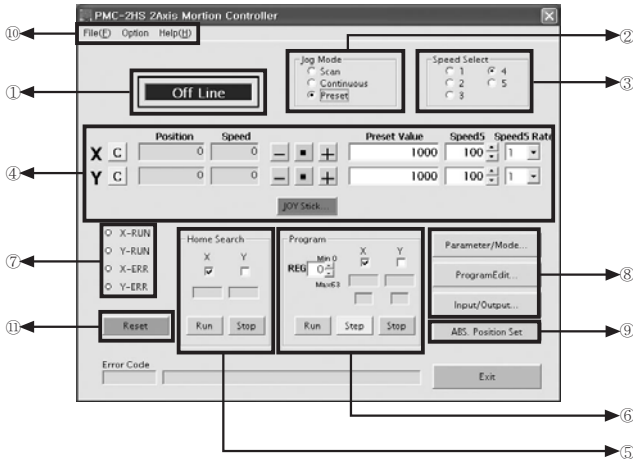 PMC-2HS 2Axis Mortion Controller
File(F) Option Help(H)
⑩
②
Jog Mode
Scan
Continuous
Preset
Speed Select
1 4
2 5
3
③
①
Off Line
Position Speed Preset Value Speed5 Speed5 Rate
X C 0 0 − ■ + 1000 100 1
④
Y C 0 0 − ■ + 1000 100 1
JOY Stick...
⑦
X-RUN
Y-RUN
X-ERR
Y-ERR
Home Search
X Y
Run Stop
Program
X Y
REG Min 0
0
Max63
Run Step Stop
Parameter/Mode...
ProgramEdit...
Input/Output...
⑧
ABS. Position Set
⑨
⑪
Reset
Error Code
Exit
⑥
⑤